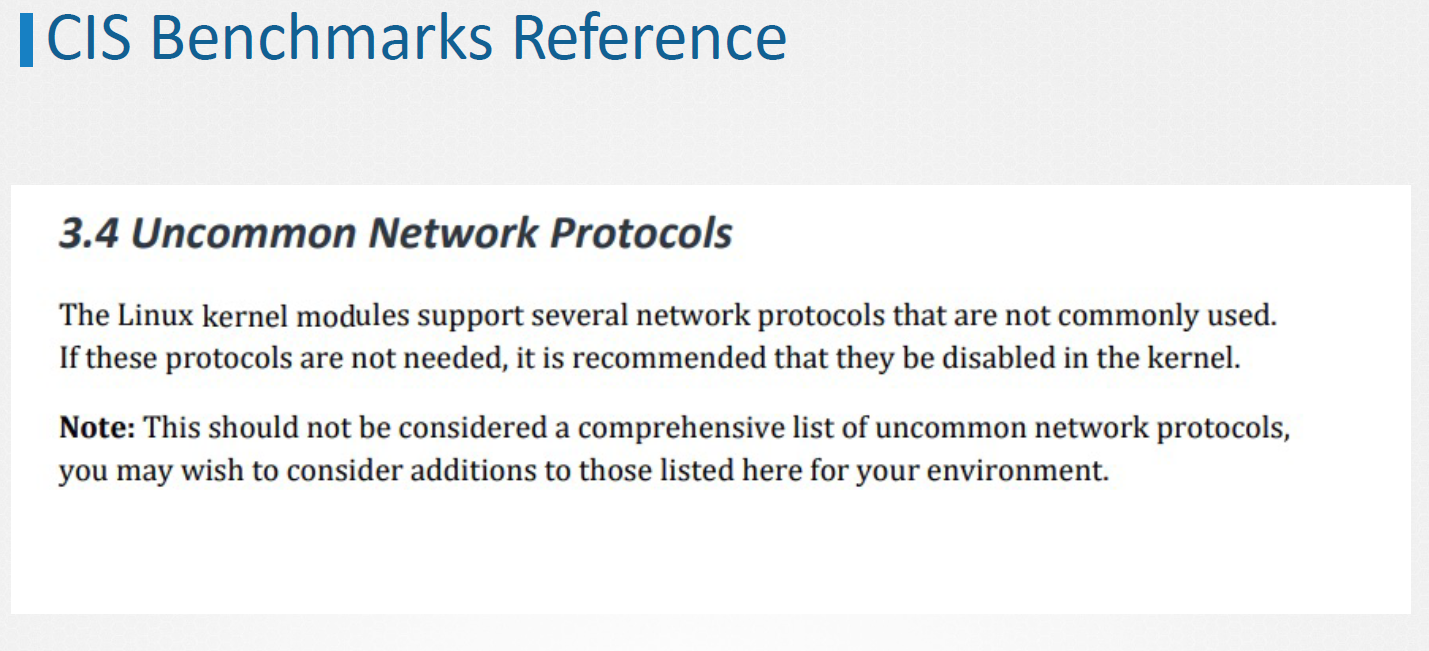 CIS Benchmarks Reference
3.4 Uncommon Network Protocols
The Linux kernel modules support several network protocols that are not commonly used.
If these protocols are not needed, it is recommended that they be disabled in the kernel.
Note: This should not be considered a comprehensive list of uncommon network protocols,
you may wish to consider additions to those listed here for your environment.